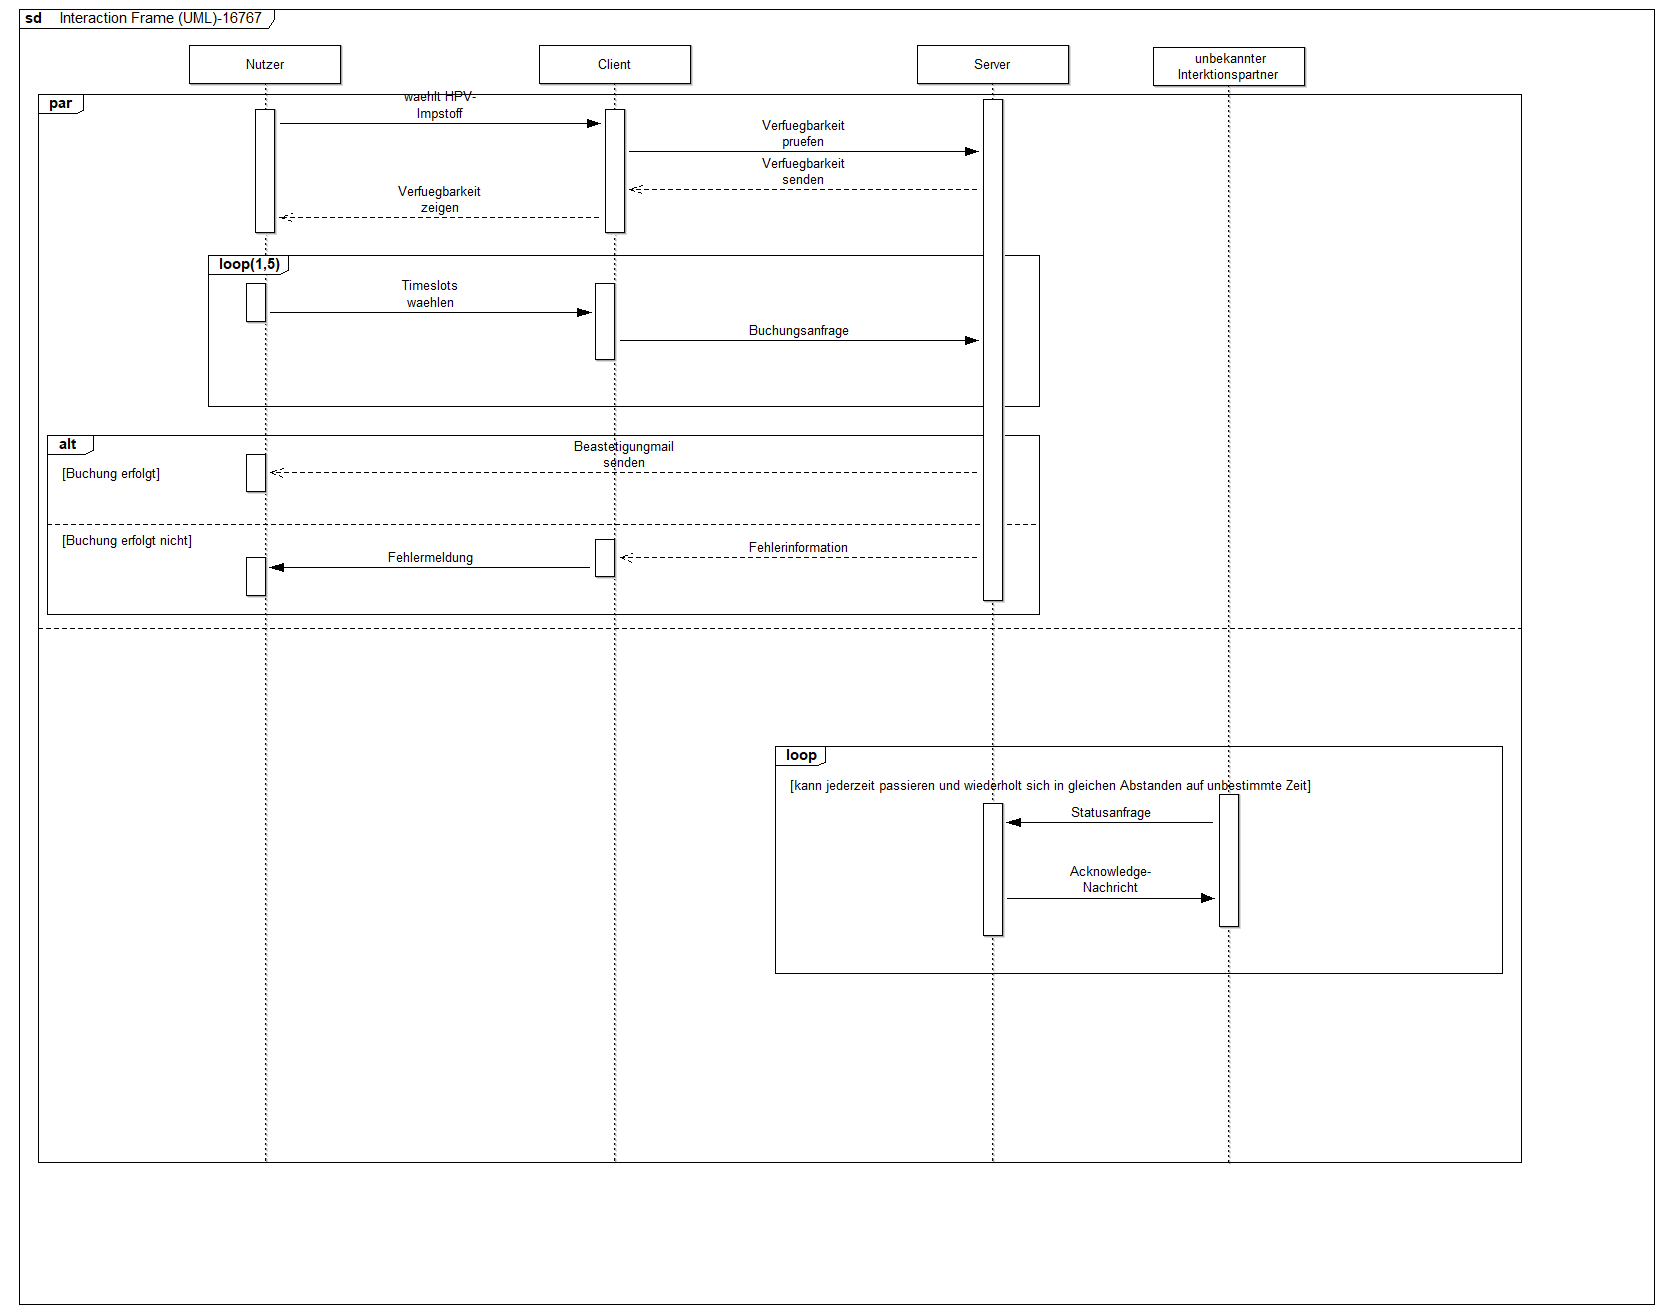 sd Interaction Frame (UML)-16767
Nutzer
Client
Server
unbekannter
Interktionspartner
par
waehlt HPV-
Impstoff
Verfuegbarkeit
pruefen
Verfuegbarkeit
senden
Verfuegbarkeit
zeigen
loop(1,5)
Timeslots
waehlen
Buchungsanfrage
alt
[Buchung erfolgt]
Beastetigungmail
senden
[Buchung erfolgt nicht]
Fehlerinformation
Fehlermeldung
loop
[kann jederzeit passieren und wiederholt sich in gleichen Abstanden auf unbestimmte Zeit]
Statusanfrage
Acknowledge-
Nachricht